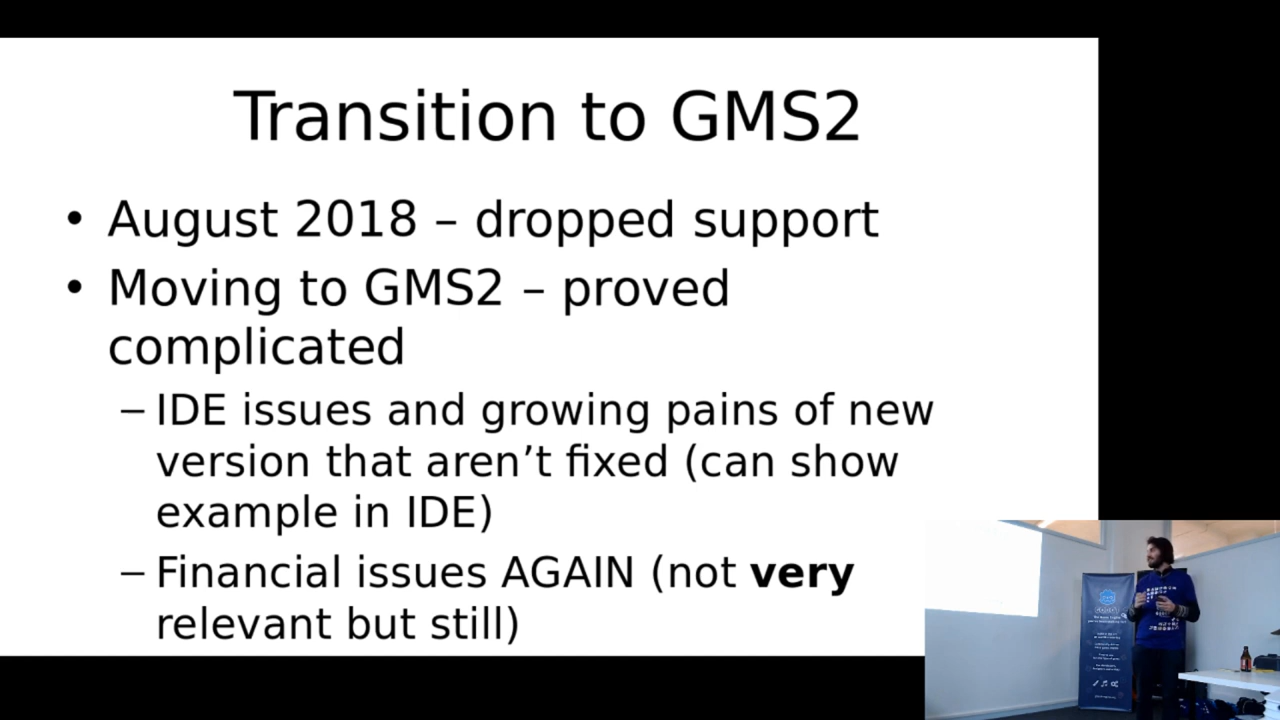 Transition to GMS2
• August 2018 – dropped support
• Moving to GMS2 – proved
complicated
– IDE issues and growing pains of new
version that aren’t fixed (can show
example in IDE)
– Financial issues AGAIN (not very
relevant but still)